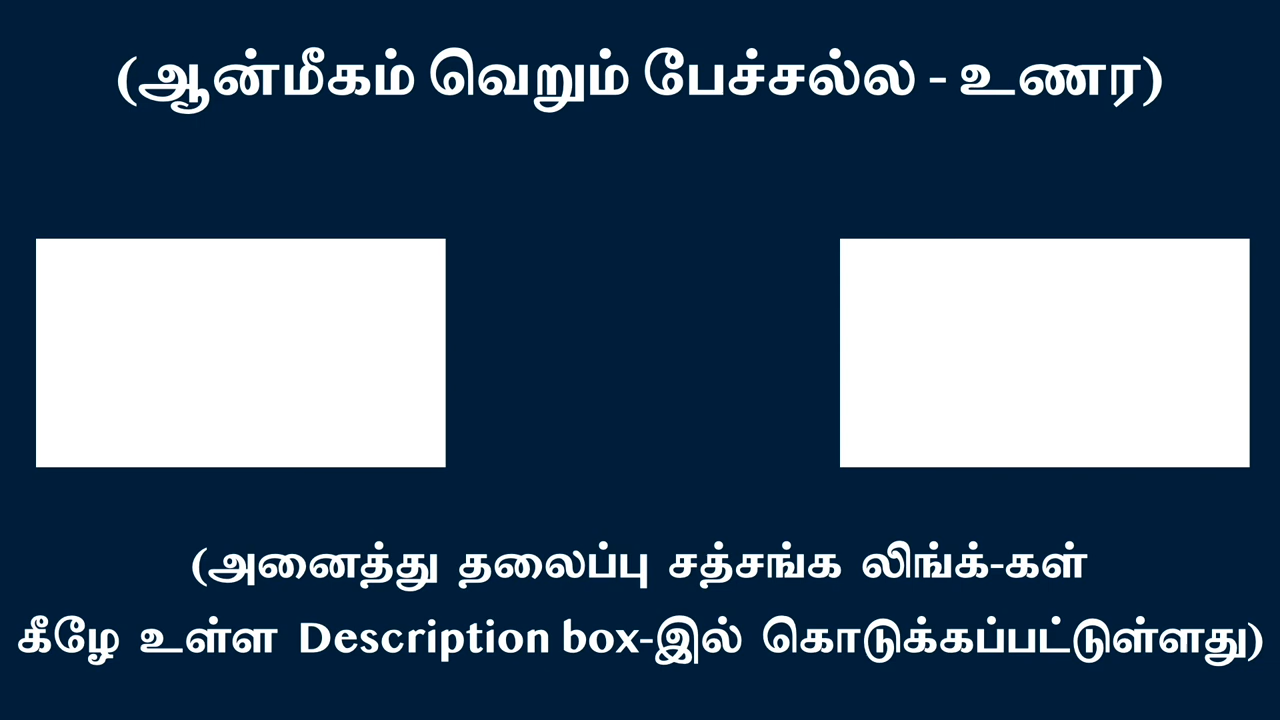 (ஆன்மீகம் வெறும் பேச்சல்ல - உணர)
(அனைத்து தலைப்பு சத்சங்க லிங்க்-கள்
கீழே உள்ள Description box-இல் கொடுக்கப்பட்டுள்ளது)